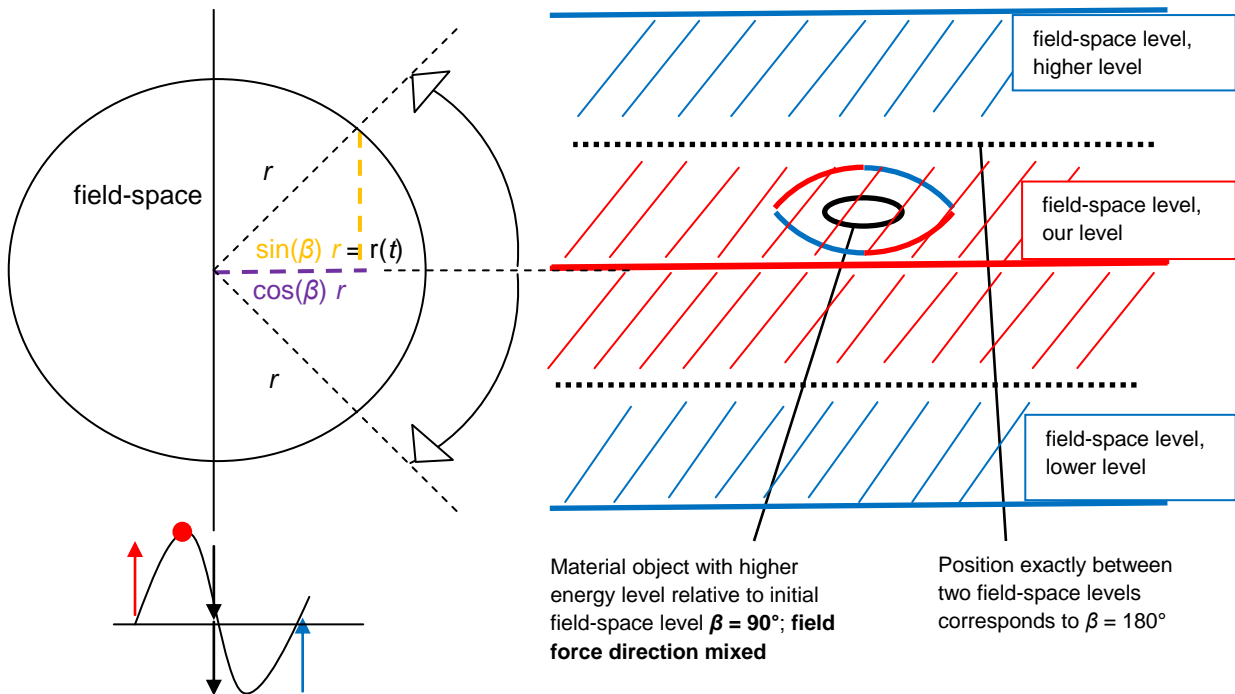 field-space level,
higher level
r
field-space
sin(β) r = r(t)
cos(β) r
r
field-space level,
our level
field-space level,
lower level
Material object with higher
energy level relative to initial
field-space level β = 90°; field
force direction mixed
Position exactly between
two field-space levels
corresponds to β = 180°